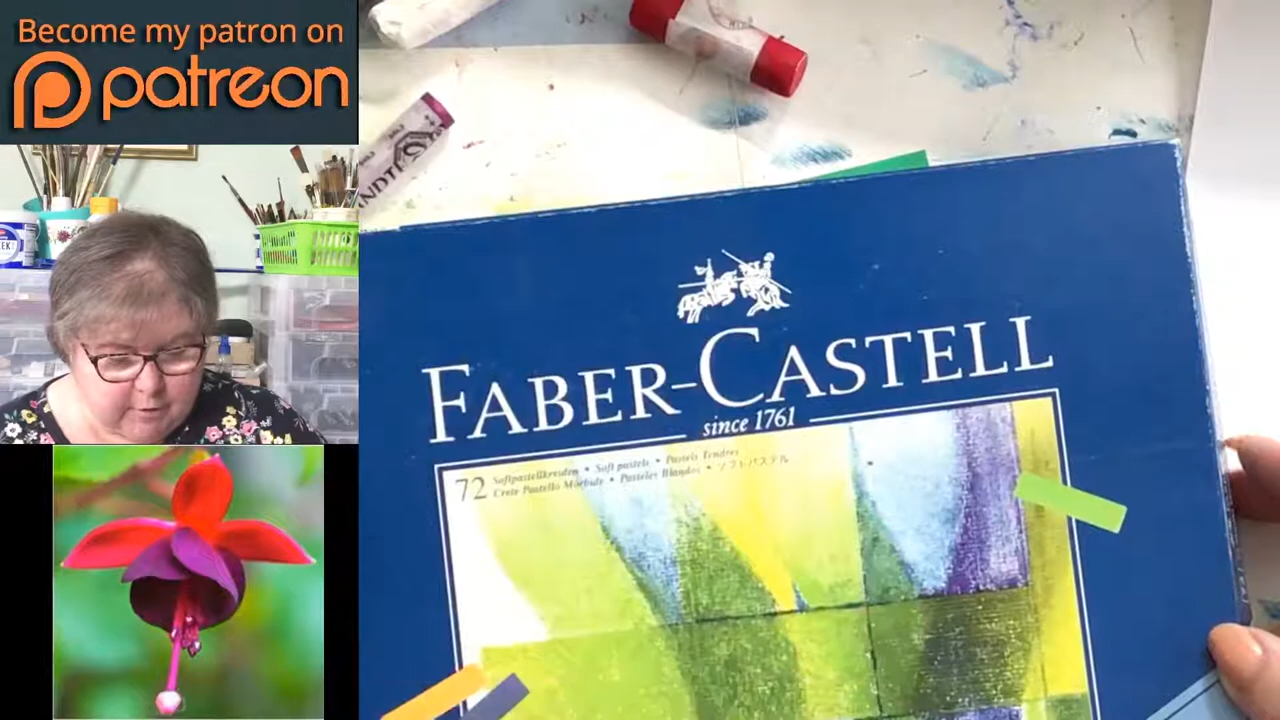 Become my patron on
patreon
FABER-CASTELL
since 1761
72 Softpastellkreiden • Soft pastels • Pastels Tendres
Crete Pastello Morbide • Pasteles Blandos • ソフトパステル